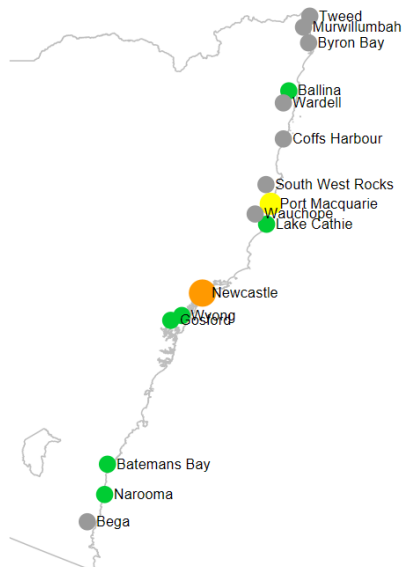 Tweed
Murwillumbah
Byron Bay
Ballina
Wardell
Coffs Harbour
South West Rocks
Port Macquarie
Wauchope
Lake Cathie
Newcastle
Wyong
Gosford
Batemans Bay
Narooma
Bega